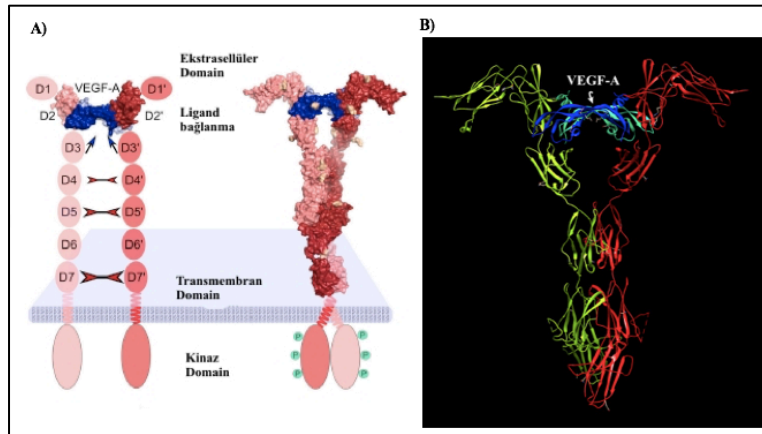 A)
Ekstrasellüler
Domain
D1
VEGF-A
D1'
D2
D2'
Ligand
bağlanma
D3
D3'
D4
D4'
D5
D5'
D6
D6'
D7
D7'
Transmembran
Domain
Kinaz
Domain
P
P
P
P
P
P
B)
VEGF-A